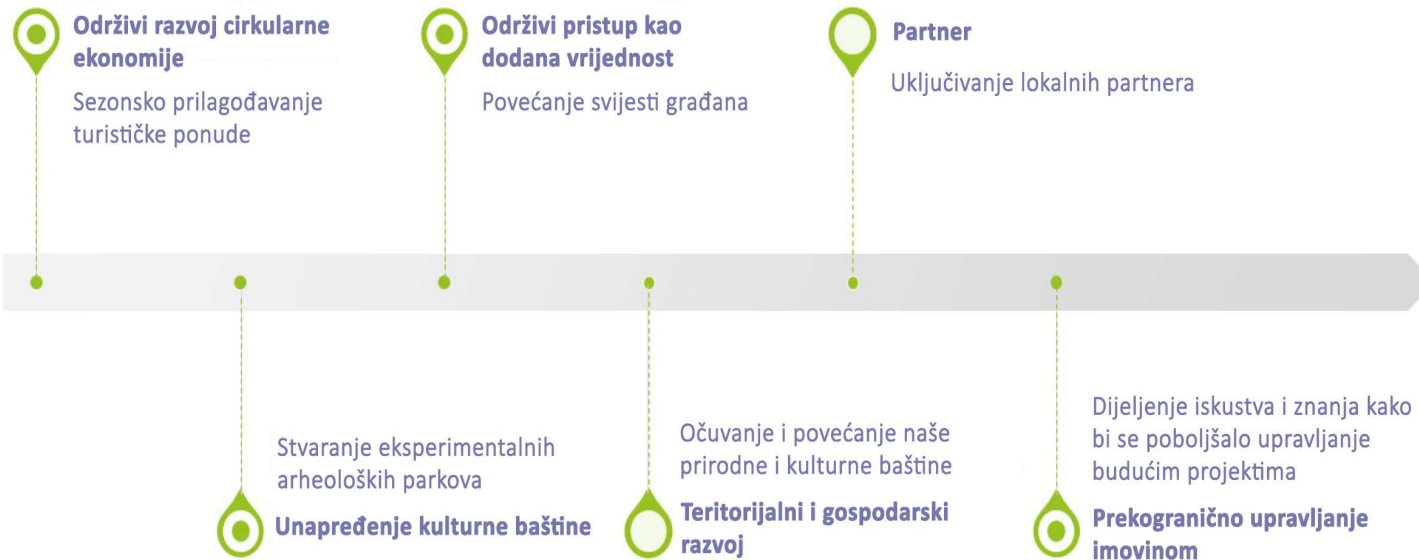 Održivi razvoj cirkularne
ekonomije
Sezonsko prilagođavanje
turističke ponude
Održivi pristup kao
dodana vrijednost
Povećanje svijesti građana
Partner
Uključivanje lokalnih partnera
Stvaranje eksperimentalnih
arheoloških parkova
Unapređenje kulturne baštine
Očuvanje i povećanje naše
prirodne i kulturne baštine
Teritorijalni i gospodarski
razvoj
Dijeljenje iskustva i znanja kako
bi se poboljšalo upravljanje
budućim projektima
Prekogranično upravljanje
imovinom